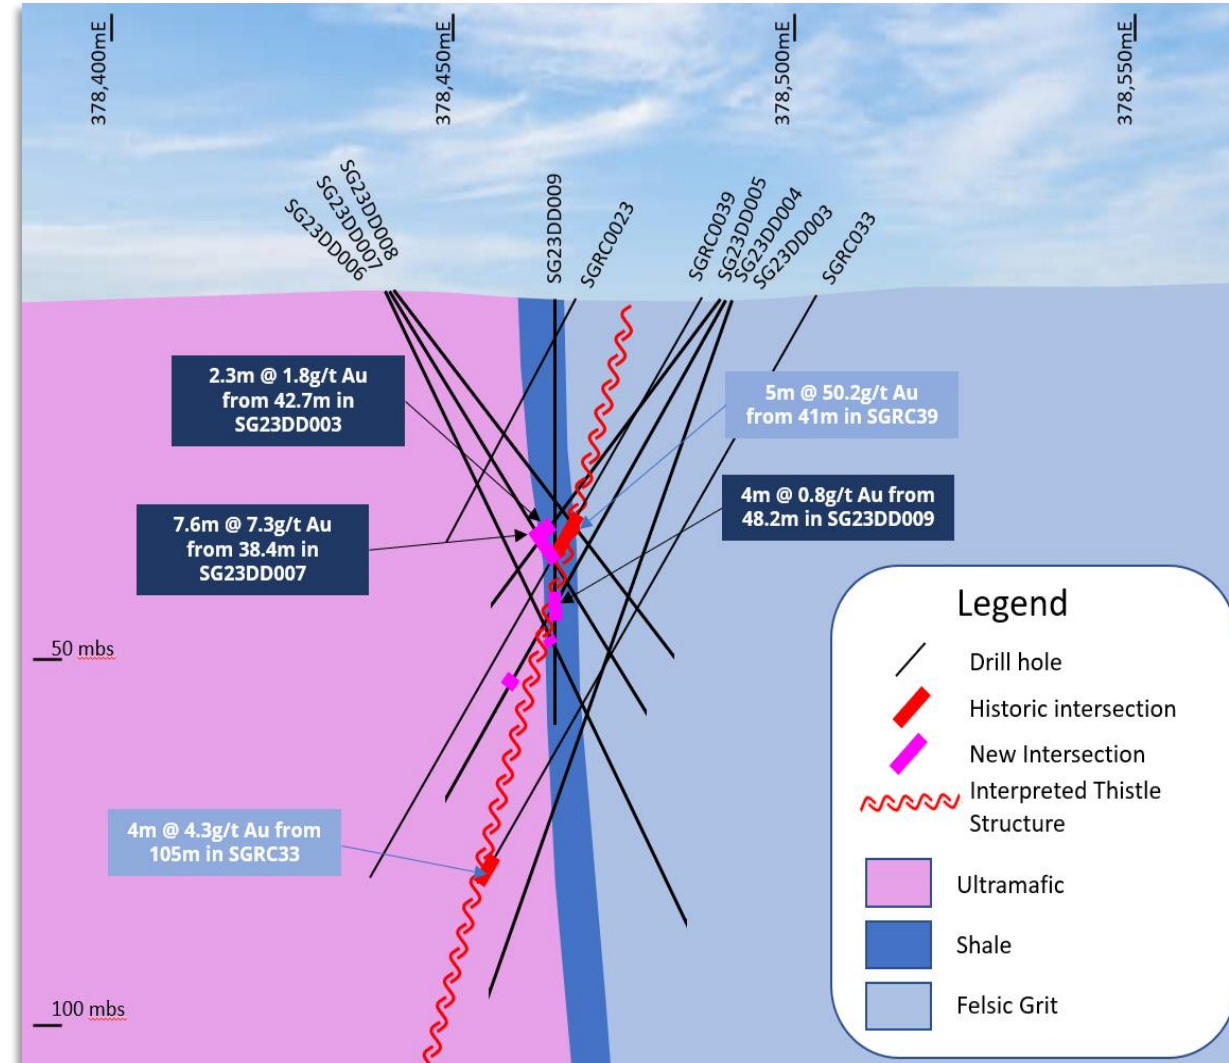 378,400mE
378,450mE
378,500mE
378,550mE
SG23DD006
SG23DD007
SG23DD008
SG23DD009
SGRC0023
SGRC0039
SG23DD005
SG23DD004
SG23DD003
SGRC033
2.3m @ 1.8g/t Au
from 42.7m in
SG23DD003
5m @ 50.2g/t Au
from 41m in SGRC39
7.6m @ 7.3g/t Au
from 38.4m in
SG23DD007
4m @ 0.8g/t Au from
48.2m in SG23DD009
50 mbs
4m @ 4.3g/t Au from
105m in SGRC33
100 mbs
Legend
Drill hole
Historic intersection
New Intersection
Interpreted Thistle
Structure
Ultramafic
Shale
Felsic Grit